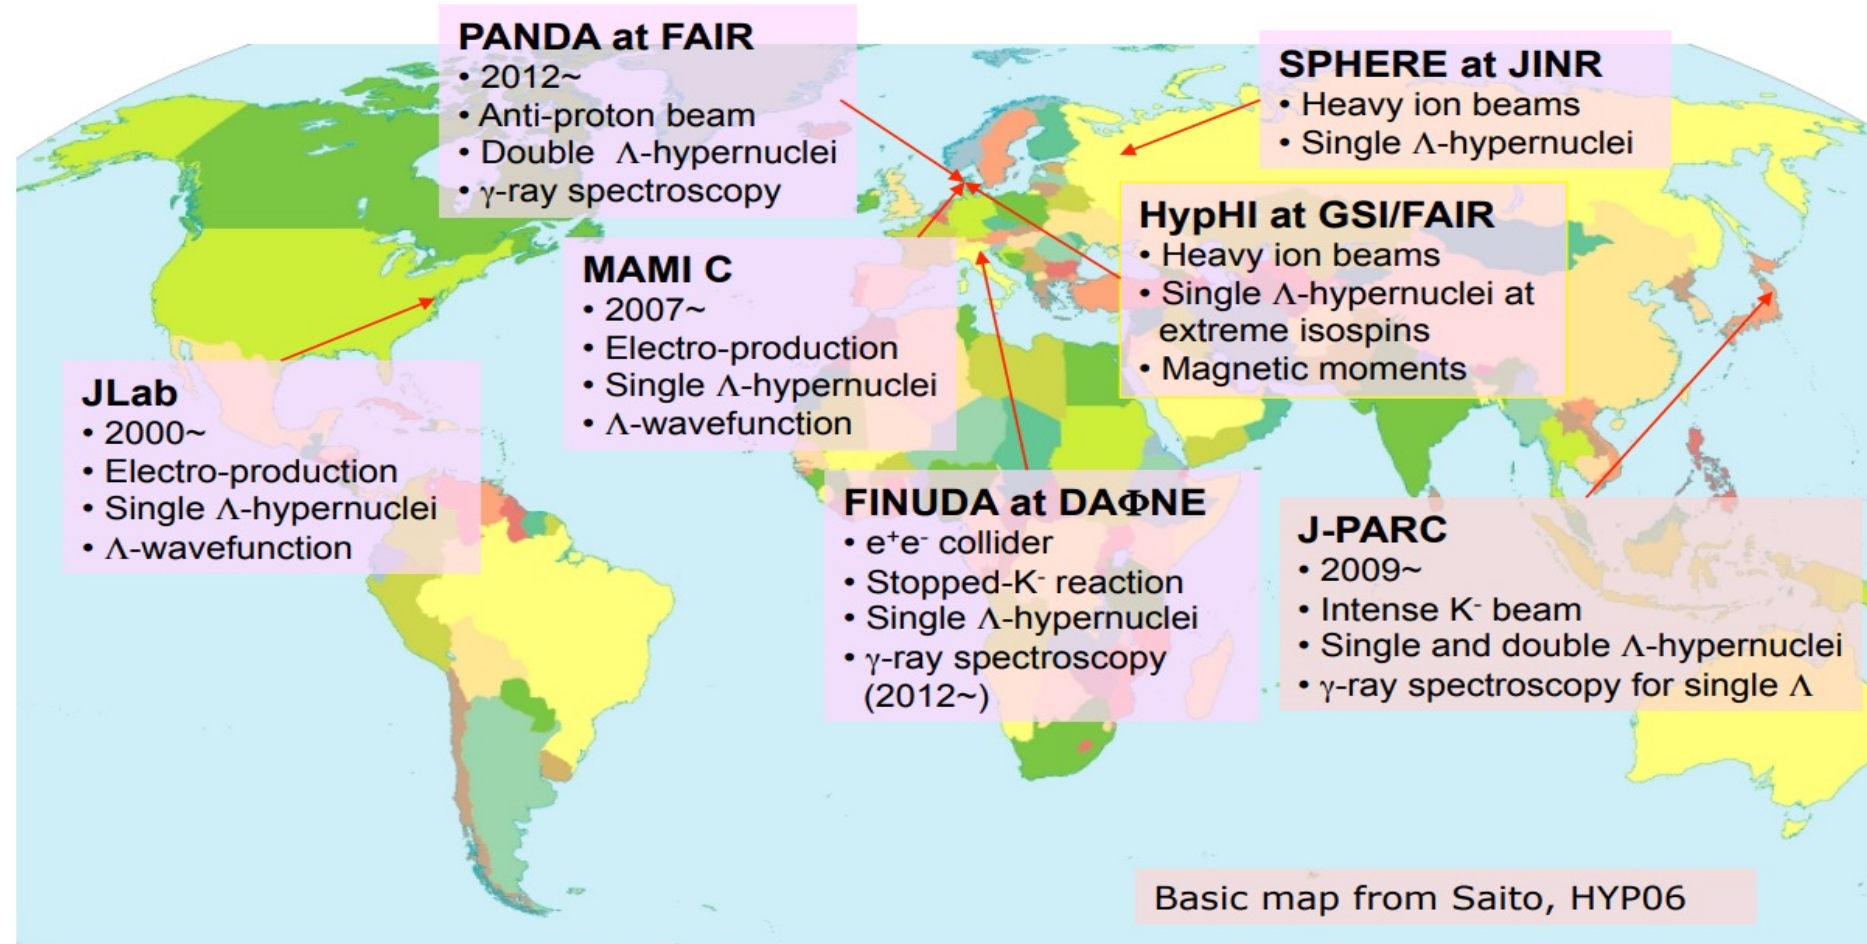 PANDA at FAIR
• 2012~
• Anti-proton beam
• Double Λ-hypernuclei
• γ-ray spectroscopy
SPHERE at JINR
• Heavy ion beams
• Single Λ-hypernuclei
HypHI at GSI/FAIR
• Heavy ion beams
• Single Λ-hypernuclei at
extreme isospins
• Magnetic moments
MAMI C
• 2007~
• Electro-production
• Single Λ-hypernuclei
• Λ-wavefunction
JLab
• 2000~
• Electro-production
• Single Λ-hypernuclei
• Λ-wavefunction
FINUDA at DAΦNE
• e⁺e⁻ collider
• Stopped-K⁻ reaction
• Single Λ-hypernuclei
• γ-ray spectroscopy
(2012~)
J-PARC
• 2009~
• Intense K⁻ beam
• Single and double Λ-hypernuclei
• γ-ray spectroscopy for single Λ
Basic map from Saito, HYP06